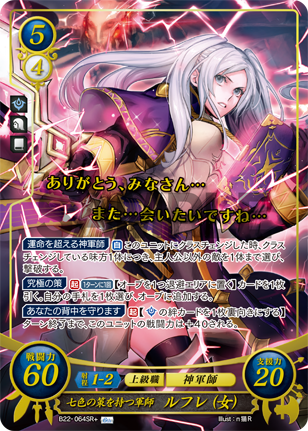 5
4
ありがとう、みなさん…
また…会いたいですね…
運命を超える神軍師 自 このユニットにクラスチェンジした時、クラス
チェンジしている味方1体につき、主人公以外の敵を1体まで選び、
撃破する。
究極の策 起 【1ターンに1回】【オーブを1つ退避エリアに置く】カードを1枚
引く。自分の手札を1枚選び、オーブに追加する。
あなたの背中を守ります 起 【 の絆カードを1枚裏向きにする】
ターン終了まで、このユニットの戦闘力は+40される。
戦闘力
60
射程 1-2 上級職 神軍師
支援力
20
七色の策を持つ軍師 ルフレ(女)
B22-064SR+ Illust:n猫R